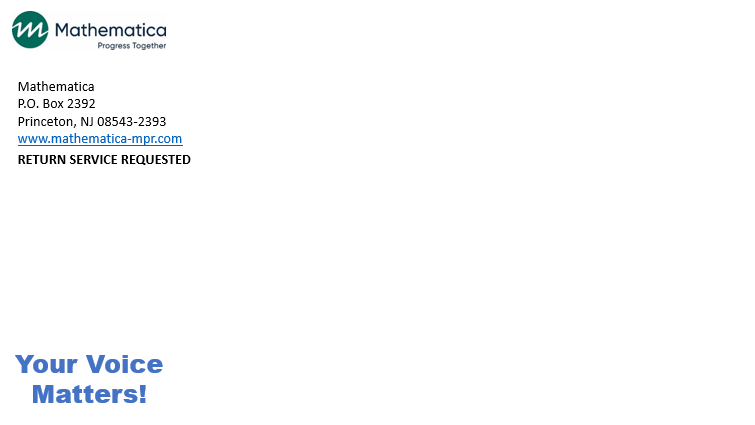 Mathematica
Progress Together
Mathematica
P.O. Box 2392
Princeton, NJ 08543-2393
www.mathematica-mpr.com
RETURN SERVICE REQUESTED
Your Voice
Matters!